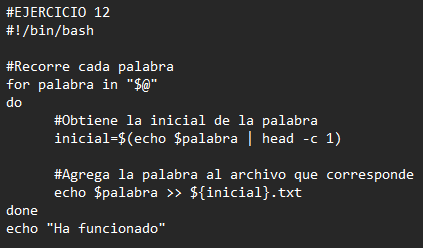 #EJERCICIO 12
#!/bin/bash
#Recorre cada palabra
for palabra in "$@"
do
#Obtiene la inicial de la palabra
inicial=$(echo $palabra | head -c 1)
#Agrega la palabra al archivo que corresponde
echo $palabra >> ${inicial}.txt
done
echo "Ha funcionado"